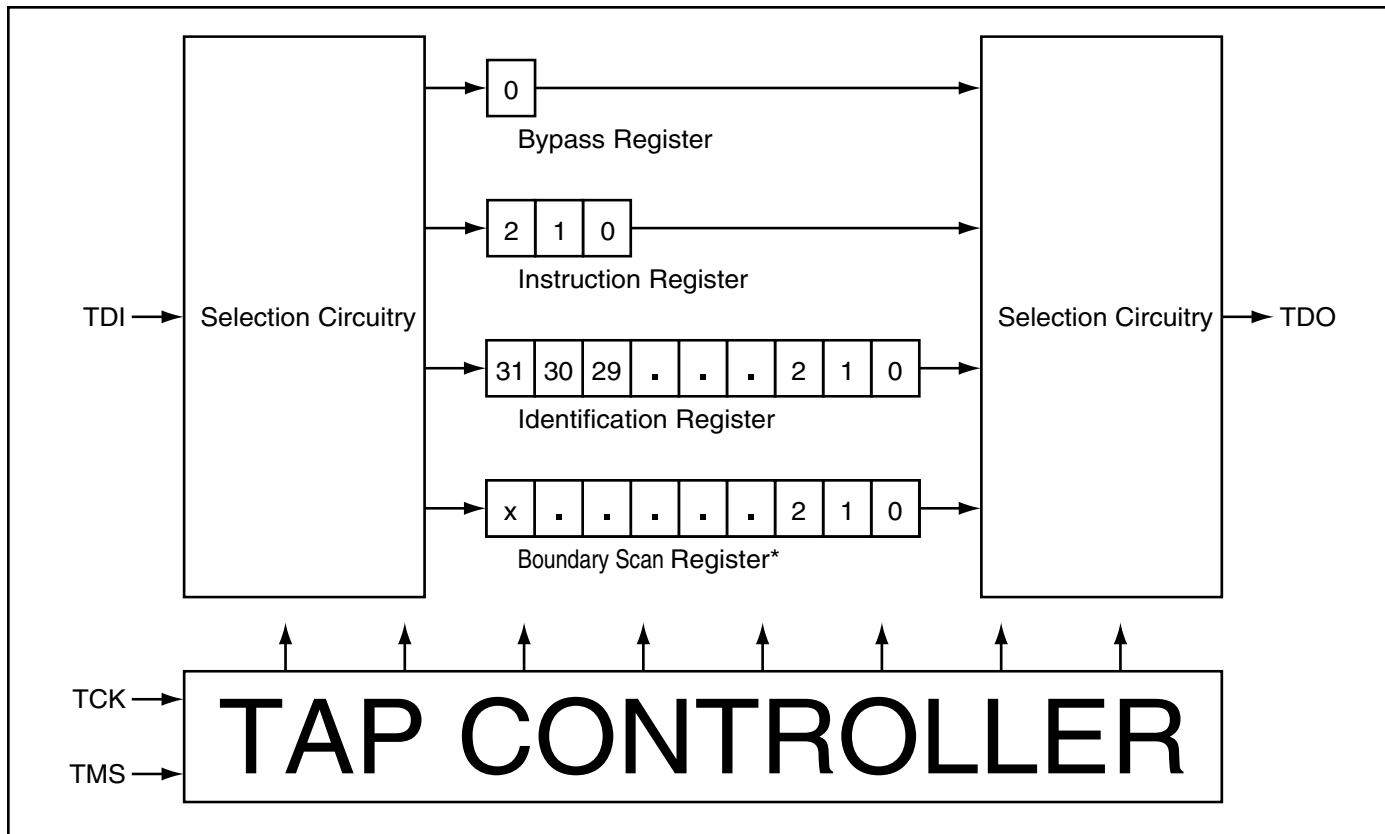 0
Bypass Register
2 1 0
Instruction Register
TDI
Selection Circuitry
Selection Circuitry
TDO
31 30 29 . . . 2 1 0
Identification Register
x . . . . . 2 1 0
Boundary Scan Register*
TCK
TMS
TAP CONTROLLER